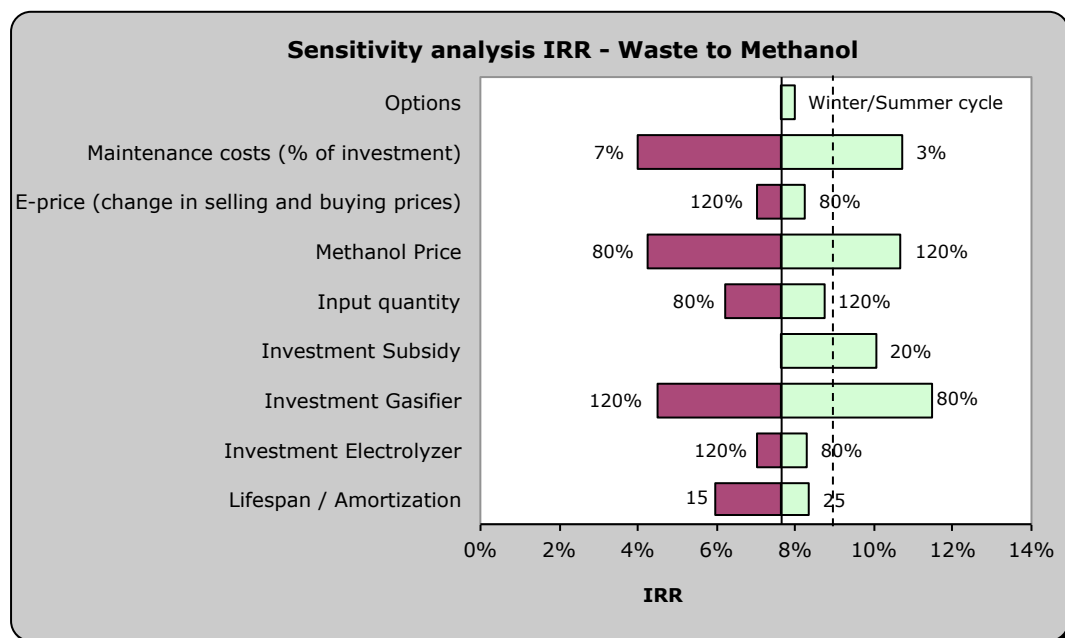 Sensitivity analysis IRR - Waste to Methanol
Options
Winter/Summer cycle
Maintenance costs (% of investment)
7%
3%
E-price (change in selling and buying prices)
120%
80%
Methanol Price
80%
120%
Input quantity
80%
120%
Investment Subsidy
20%
Investment Gasifier
120%
80%
Investment Electrolyzer
120%
80%
Lifespan / Amortization
15
25
0% 2% 4% 6% 8% 10% 12% 14%
IRR